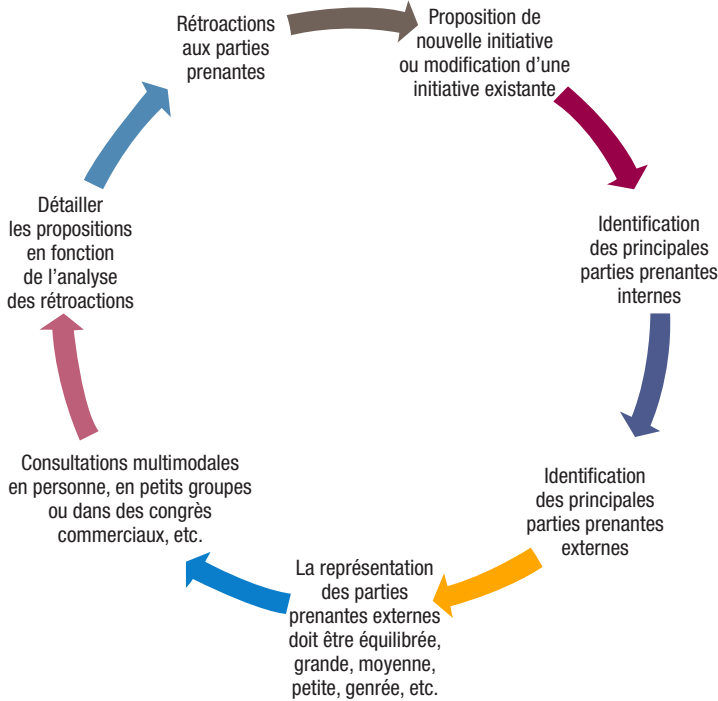 Proposition de
nouvelle initiative
ou modification d'une
initiative existante
Identification
des principales
parties prenantes
internes
Identification
des principales
parties prenantes
externes
La représentation
des parties
prenantes externes
doit être équilibrée,
grande, moyenne,
petite, genrée, etc.
Consultations multimodales
en personne, en petits groupes
ou dans des congrès
commerciaux, etc.
Détailler
les propositions
en fonction
de l'analyse
des rétroactions
Rétroactions
aux parties
prenantes